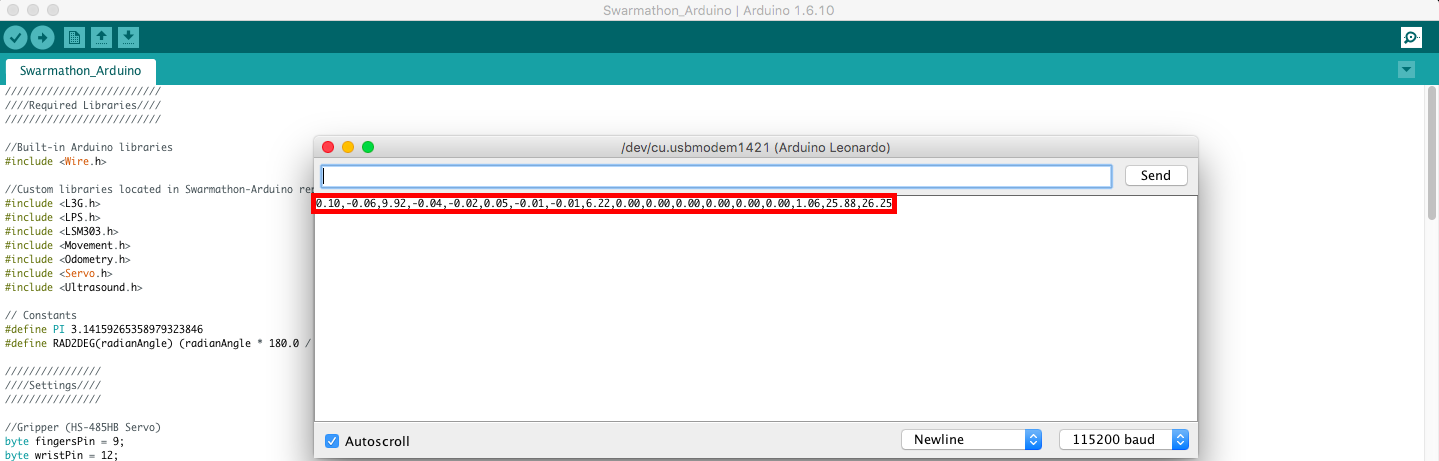 Swarmathon_Arduino | Arduino 1.6.10
Swarmathon_Arduino
//////////////////////////
////Required Libraries////
//////////////////////////
//Built-in Arduino libraries
#include <Wire.h>
//Custom libraries located in Swarmathon-Arduino rep
#include <L3G.h>
#include <LPS.h>
#include <LSM303.h>
#include <Movement.h>
#include <Odometry.h>
#include <Servo.h>
#include <Ultrasound.h>
// Constants
#define PI 3.14159265358979323846
#define RAD2DEG(radianAngle) (radianAngle * 180.0 /
////////////////
////Settings////
////////////////
//Gripper (HS-485HB Servo)
byte fingersPin = 9;
byte wristPin = 12;
/dev/cu.usbmodem1421 (Arduino Leonardo)
Send
0.10,-0.06,9.92,-0.04,-0.02,0.05,-0.01,-0.01,6.22,0.00,0.00,0.00,0.00,0.00,0.00,1.06,25.88,26.25
Autoscroll
Newline
115200 baud